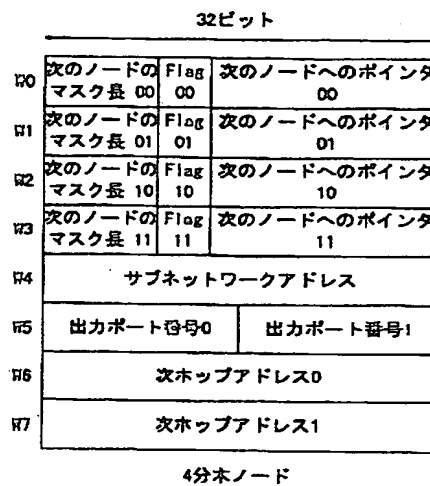 32ビット
W0
次のノードの
マスク長 00
Flag
00
次のノードへのポインタ
00
W1
次のノードの
マスク長 01
Flag
01
次のノードへのポインタ
01
W2
次のノードの
マスク長 10
Flag
10
次のノードへのポインタ
10
W3
次のノードの
マスク長 11
Flag
11
次のノードへのポインタ
11
W4
サブネットワークアドレス
W5
出力ポート番号0
出力ポート番号1
W6
次ホップアドレス0
W7
次ホップアドレス1
4分木ノード